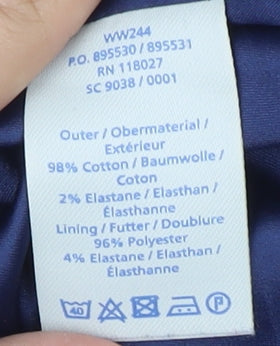 WW244
P.O. 895530 / 895531
RN 118027
SC 9038 / 0001
Outer / Obermaterial /
Extérieur
98% Cotton / Baumwolle /
Coton
2% Elastane / Elasthan /
Élasthanne
Lining / Futter / Doublure
96% Polyester
4% Elastane / Elasthan /
Élasthanne
40 P